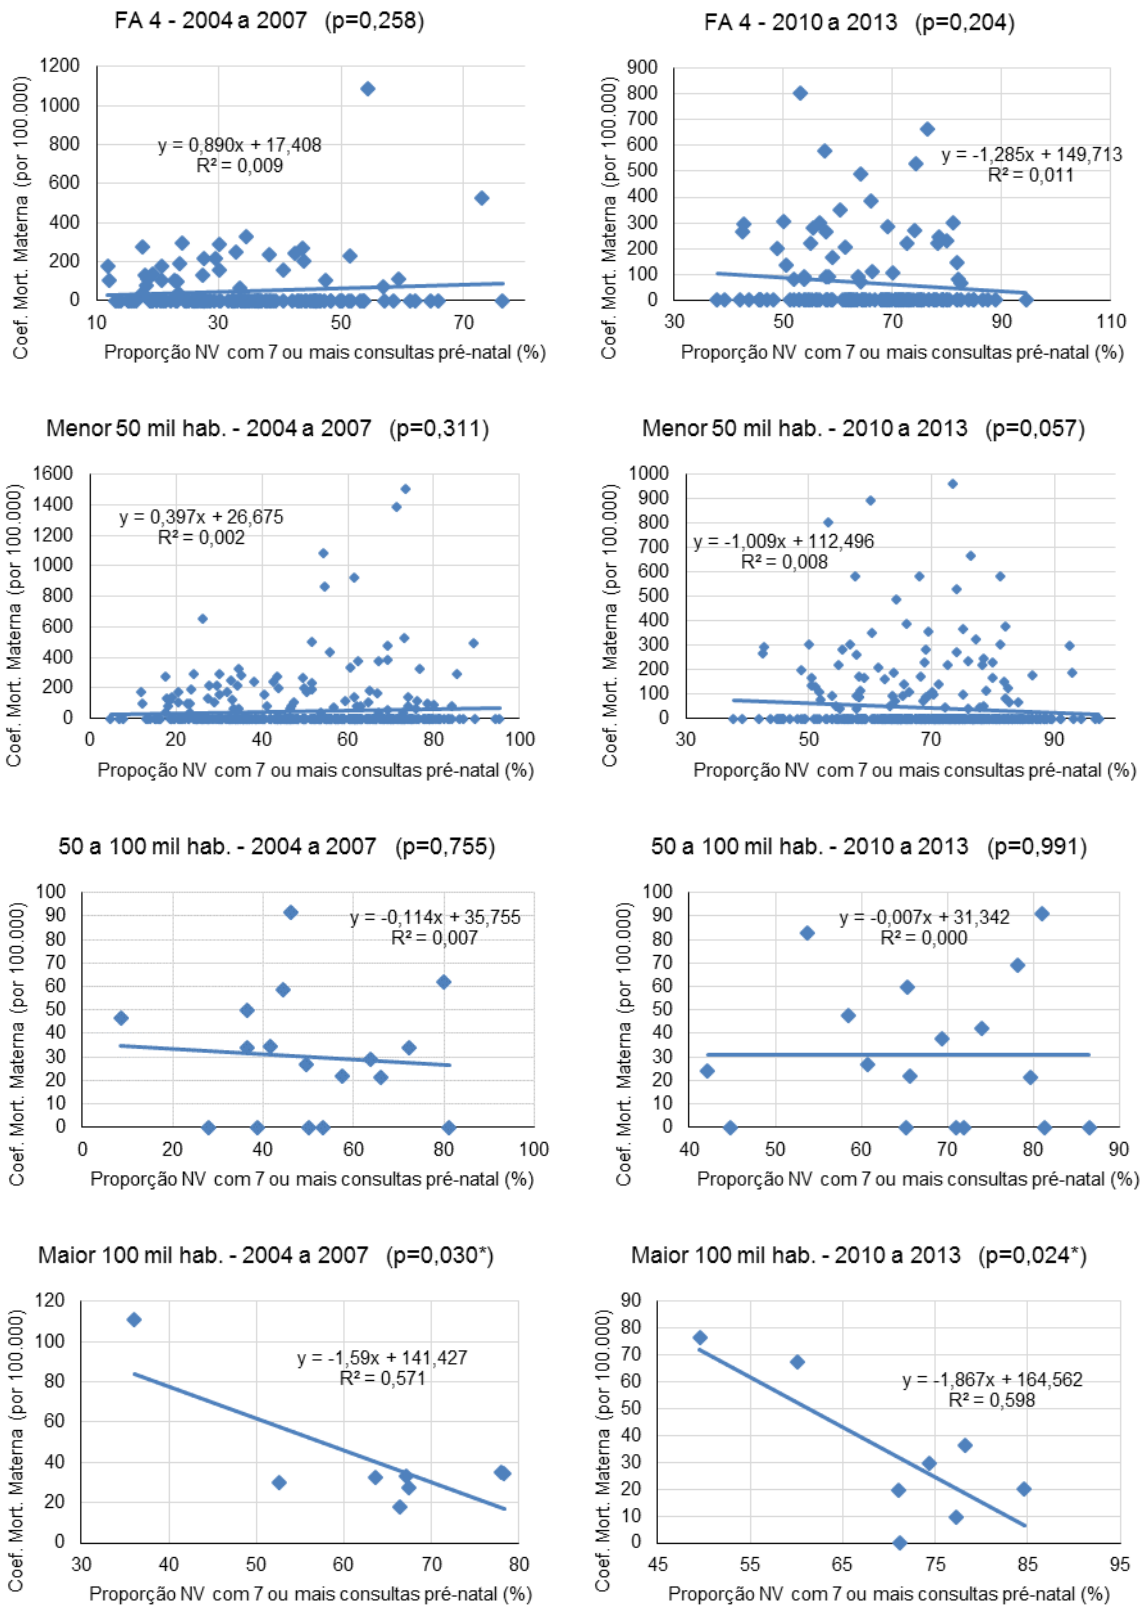 FA 4 - 2004 a 2007 (p=0,258)
Coef. Mort. Materna (por 100.000)
1200
1000
800
600
400
200
0
y = 0,890x + 17,408
R² = 0,009
10 30 50 70
Proporção NV com 7 ou mais consultas pré-natal (%)
FA 4 - 2010 a 2013 (p=0,204)
Coef. Mort. Materna (por 100.000)
900
800
700
600
500
400
300
200
100
0
y = -1,285x + 149,713
R² = 0,011
30 50 70 90 110
Proporção NV com 7 ou mais consultas pré-natal (%)
Menor 50 mil hab. - 2004 a 2007 (p=0,311)
Coef. Mort. Materna (por 100.000)
1600
1400
1200
1000
800
600
400
200
0
y = 0,397x + 26,675
R² = 0,002
0 20 40 60 80 100
Propoção NV com 7 ou mais consultas pré-natal (%)
Menor 50 mil hab. - 2010 a 2013 (p=0,057)
Coef. Mort. Materna (por 100.000)
1000
900
800
700
600
500
400
300
200
100
0
y = -1,009x + 112,496
R² = 0,008
30 50 70 90
Proporção NV com 7 ou mais consultas pré-natal (%)
50 a 100 mil hab. - 2004 a 2007 (p=0,755)
Coef. Mort. Materna (por 100.000)
100
90
80
70
60
50
40
30
20
10
0
y = -0,114x + 35,755
R² = 0,007
0 20 40 60 80 100
Proporção NV com 7 ou mais consultas pré-natal (%)
50 a 100 mil hab. - 2010 a 2013 (p=0,991)
Coef. Mort. Materna (por 100.000)
100
90
80
70
60
50
40
30
20
10
0
y = -0,007x + 31,342
R² = 0,000
40 50 60 70 80 90
Proporção NV com 7 ou mais consultas pré-natal (%)
Maior 100 mil hab. - 2004 a 2007 (p=0,030*)
Coef. Mort. Materna (por 100.000)
120
100
80
60
40
20
0
y = -1,59x + 141,427
R² = 0,571
30 40 50 60 70 80
Proporção NV com 7 ou mais consultas pré-natal (%)
Maior 100 mil hab. - 2010 a 2013 (p=0,024*)
Coef. Mort. Materna (por 100.000)
90
80
70
60
50
40
30
20
10
0
y = -1,867x + 164,562
R² = 0,598
45 55 65 75 85 95
Proporção NV com 7 ou mais consultas pré-natal (%)